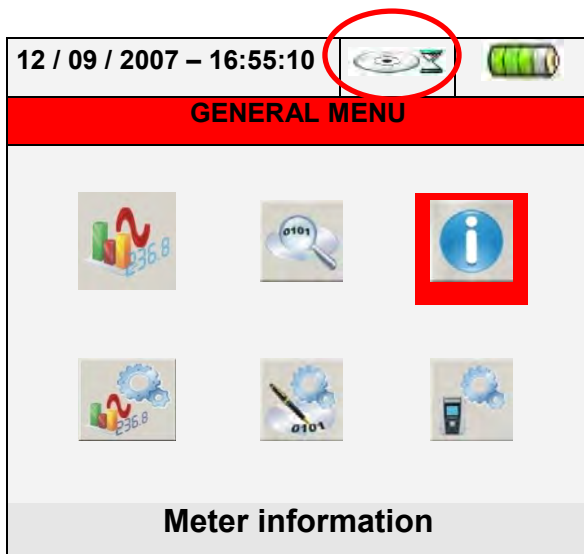 12 / 09 / 2007 – 16:55:10
GENERAL MENU
236.8
0101
i
236.8
0101
Meter information